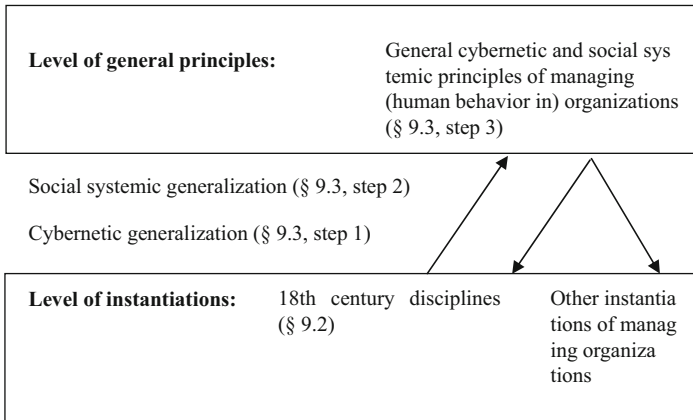 Level of general principles:
General cybernetic and social sys
temic principles of managing
(human behavior in) organizations
(§ 9.3, step 3)
Social systemic generalization (§ 9.3, step 2)
Cybernetic generalization (§ 9.3, step 1)
Level of instantiations:
18th century disciplines
(§ 9.2)
Other instantia
tions of manag
ing organiza
tions